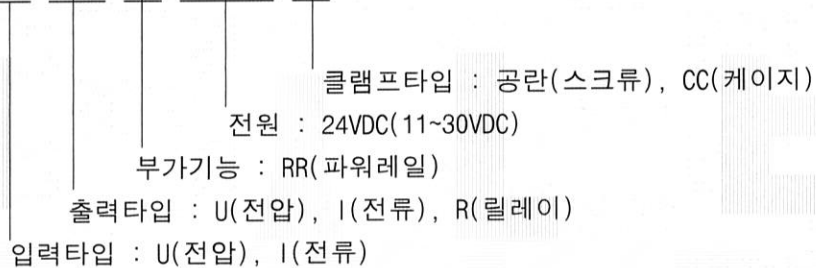 클램프타입 : 공란(스크류), CC(케이지)
전원 : 24VDC(11~30VDC)
부가기능 : RR(파워레일)
출력타입 : U(전압), I(전류), R(릴레이)
입력타입 : U(전압), I(전류)